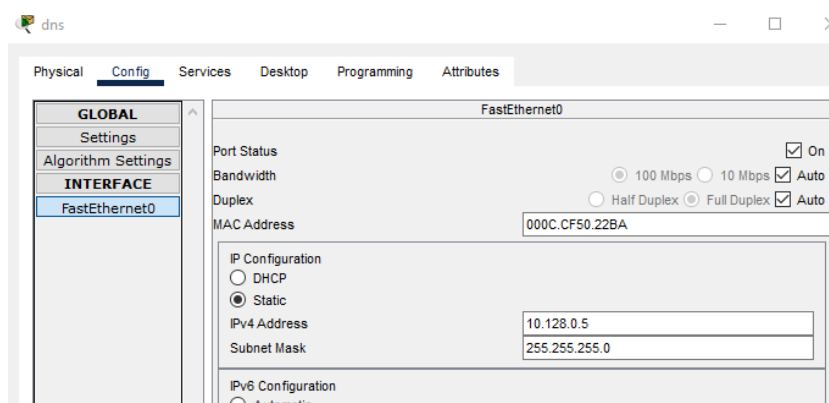 dns
Physical Config Services Desktop Programming Attributes
GLOBAL
Settings
Algorithm Settings
INTERFACE
FastEthernet0
FastEthernet0
Port Status On
Bandwidth 100 Mbps 10 Mbps Auto
Duplex Half Duplex Full Duplex Auto
MAC Address 000C.CF50.22BA
IP Configuration
DHCP
Static
IPv4 Address 10.128.0.5
Subnet Mask 255.255.255.0
IPv6 Configuration